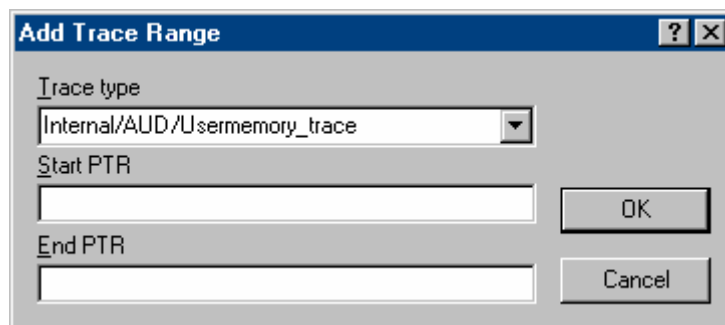 Add Trace Range
Trace type
Internal/AUD/Usermemory_trace
Start PTR
OK
End PTR
Cancel